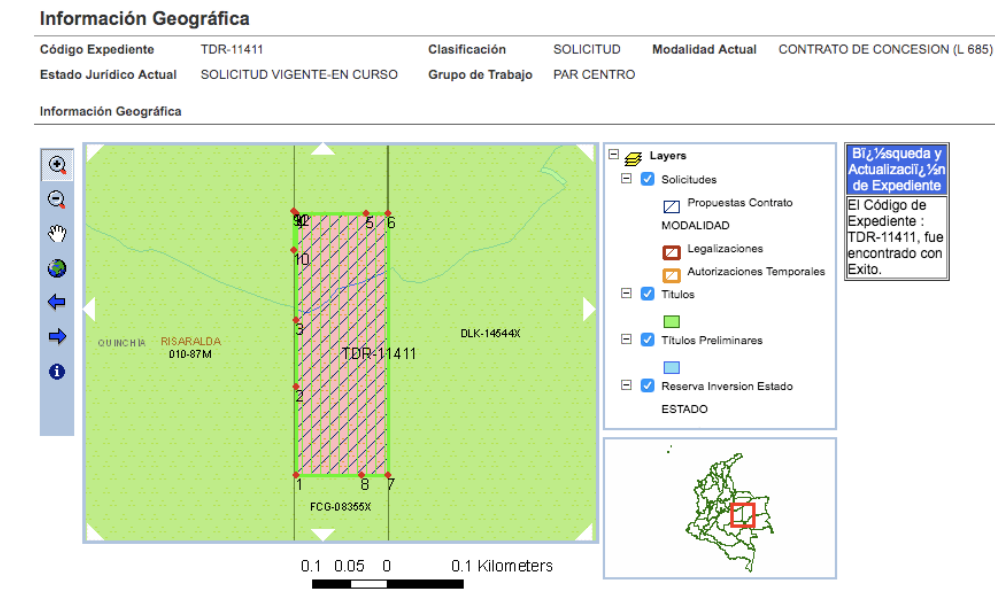 Información Geográfica
Código Expediente TDR-11411 Clasificación SOLICITUD Modalidad Actual CONTRATO DE CONCESION (L 685)
Estado Jurídico Actual SOLICITUD VIGENTE-EN CURSO Grupo de Trabajo PAR CENTRO
Información Geográfica
5 6
10
3
QUINCHIA RISARALDA
010-87M
TDR-11411
DLK-14544X
2
1 8 7
FCG-08355X
0.1 0.05 0 0.1 Kilometers
Layers
Solicitudes
Propuestas Contrato
MODALIDAD
Legalizaciones
Autorizaciones Temporales
Titulos
Títulos Preliminares
Reserva Inversion Estado
ESTADO
Bï¿½squeda y
Actualizaciï¿½n
de Expediente
El Código de
Expediente :
TDR-11411, fue
encontrado con
Exito.